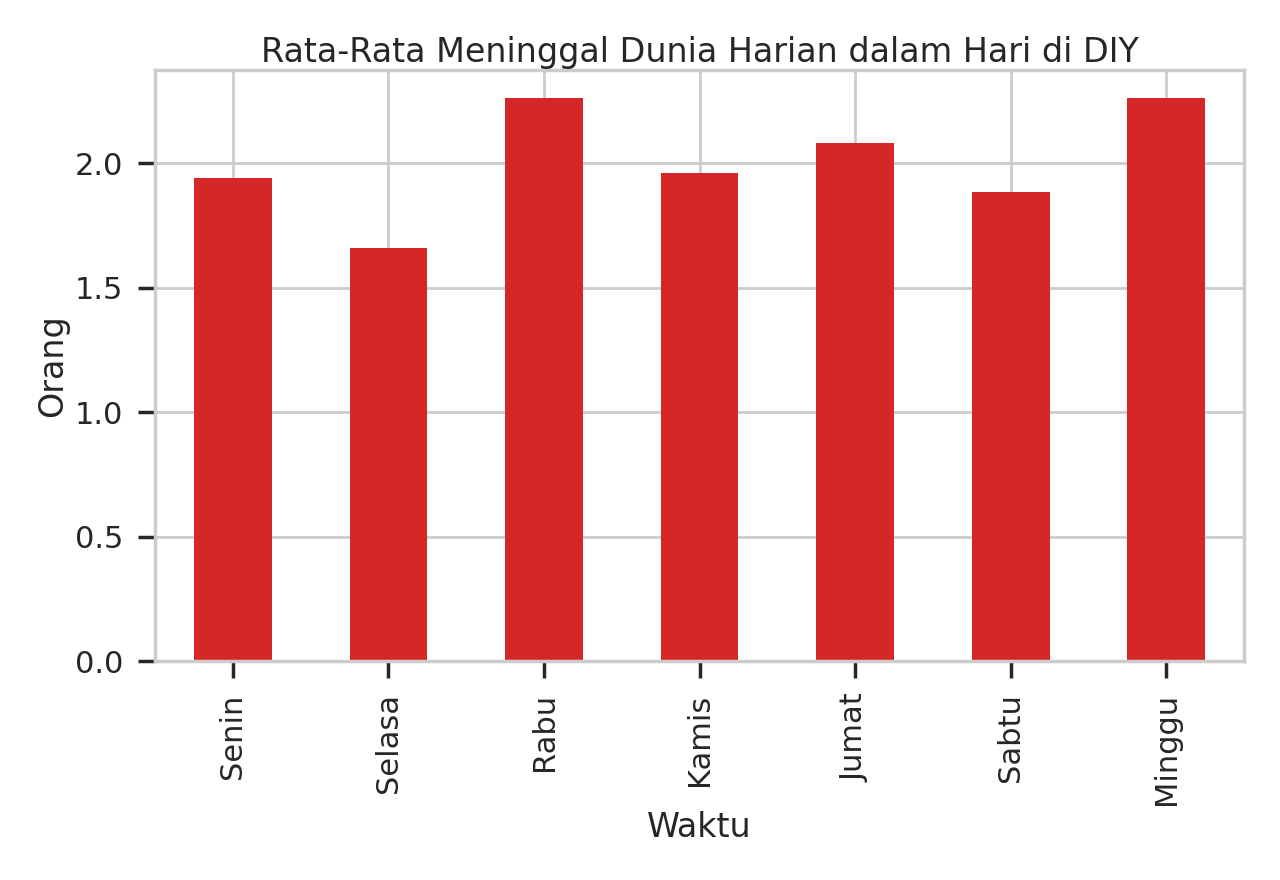 Rata-Rata Meninggal Dunia Harian dalam Hari di DIY
Orang
2.0
1.5
1.0
0.5
0.0
Senin
Selasa
Rabu
Kamis
Jumat
Sabtu
Minggu
Waktu